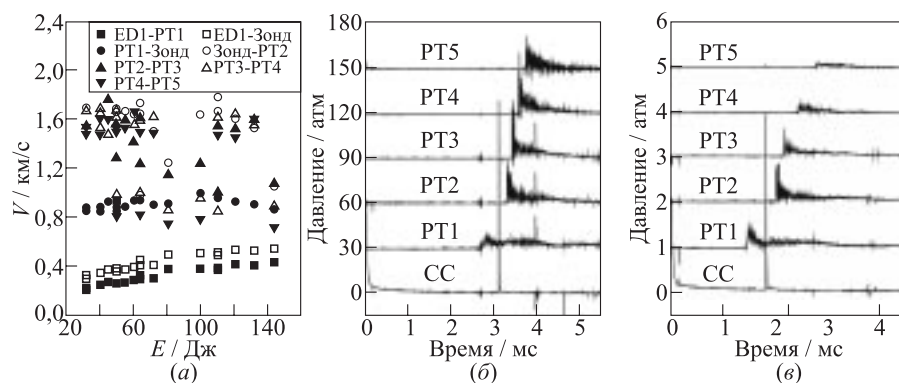 2,4
2,0
1,6
1,2
0,8
0,4
0,0
V / км/с
ED1-PT1
ED1-Зонд
PT1-Зонд
Зонд-PT2
PT2-PT3
PT3-PT4
PT4-PT5
20 60 100 140
E / Дж
(а)
150
120
90
60
30
0
Давление / атм
PT5
PT4
PT3
PT2
PT1
CC
0 1 2 3 4 5
Время / мс
(б)
6
5
4
3
2
1
0
Давление / атм
PT5
PT4
PT3
PT2
PT1
CC
0 1 2 3 4
Время / мс
(в)